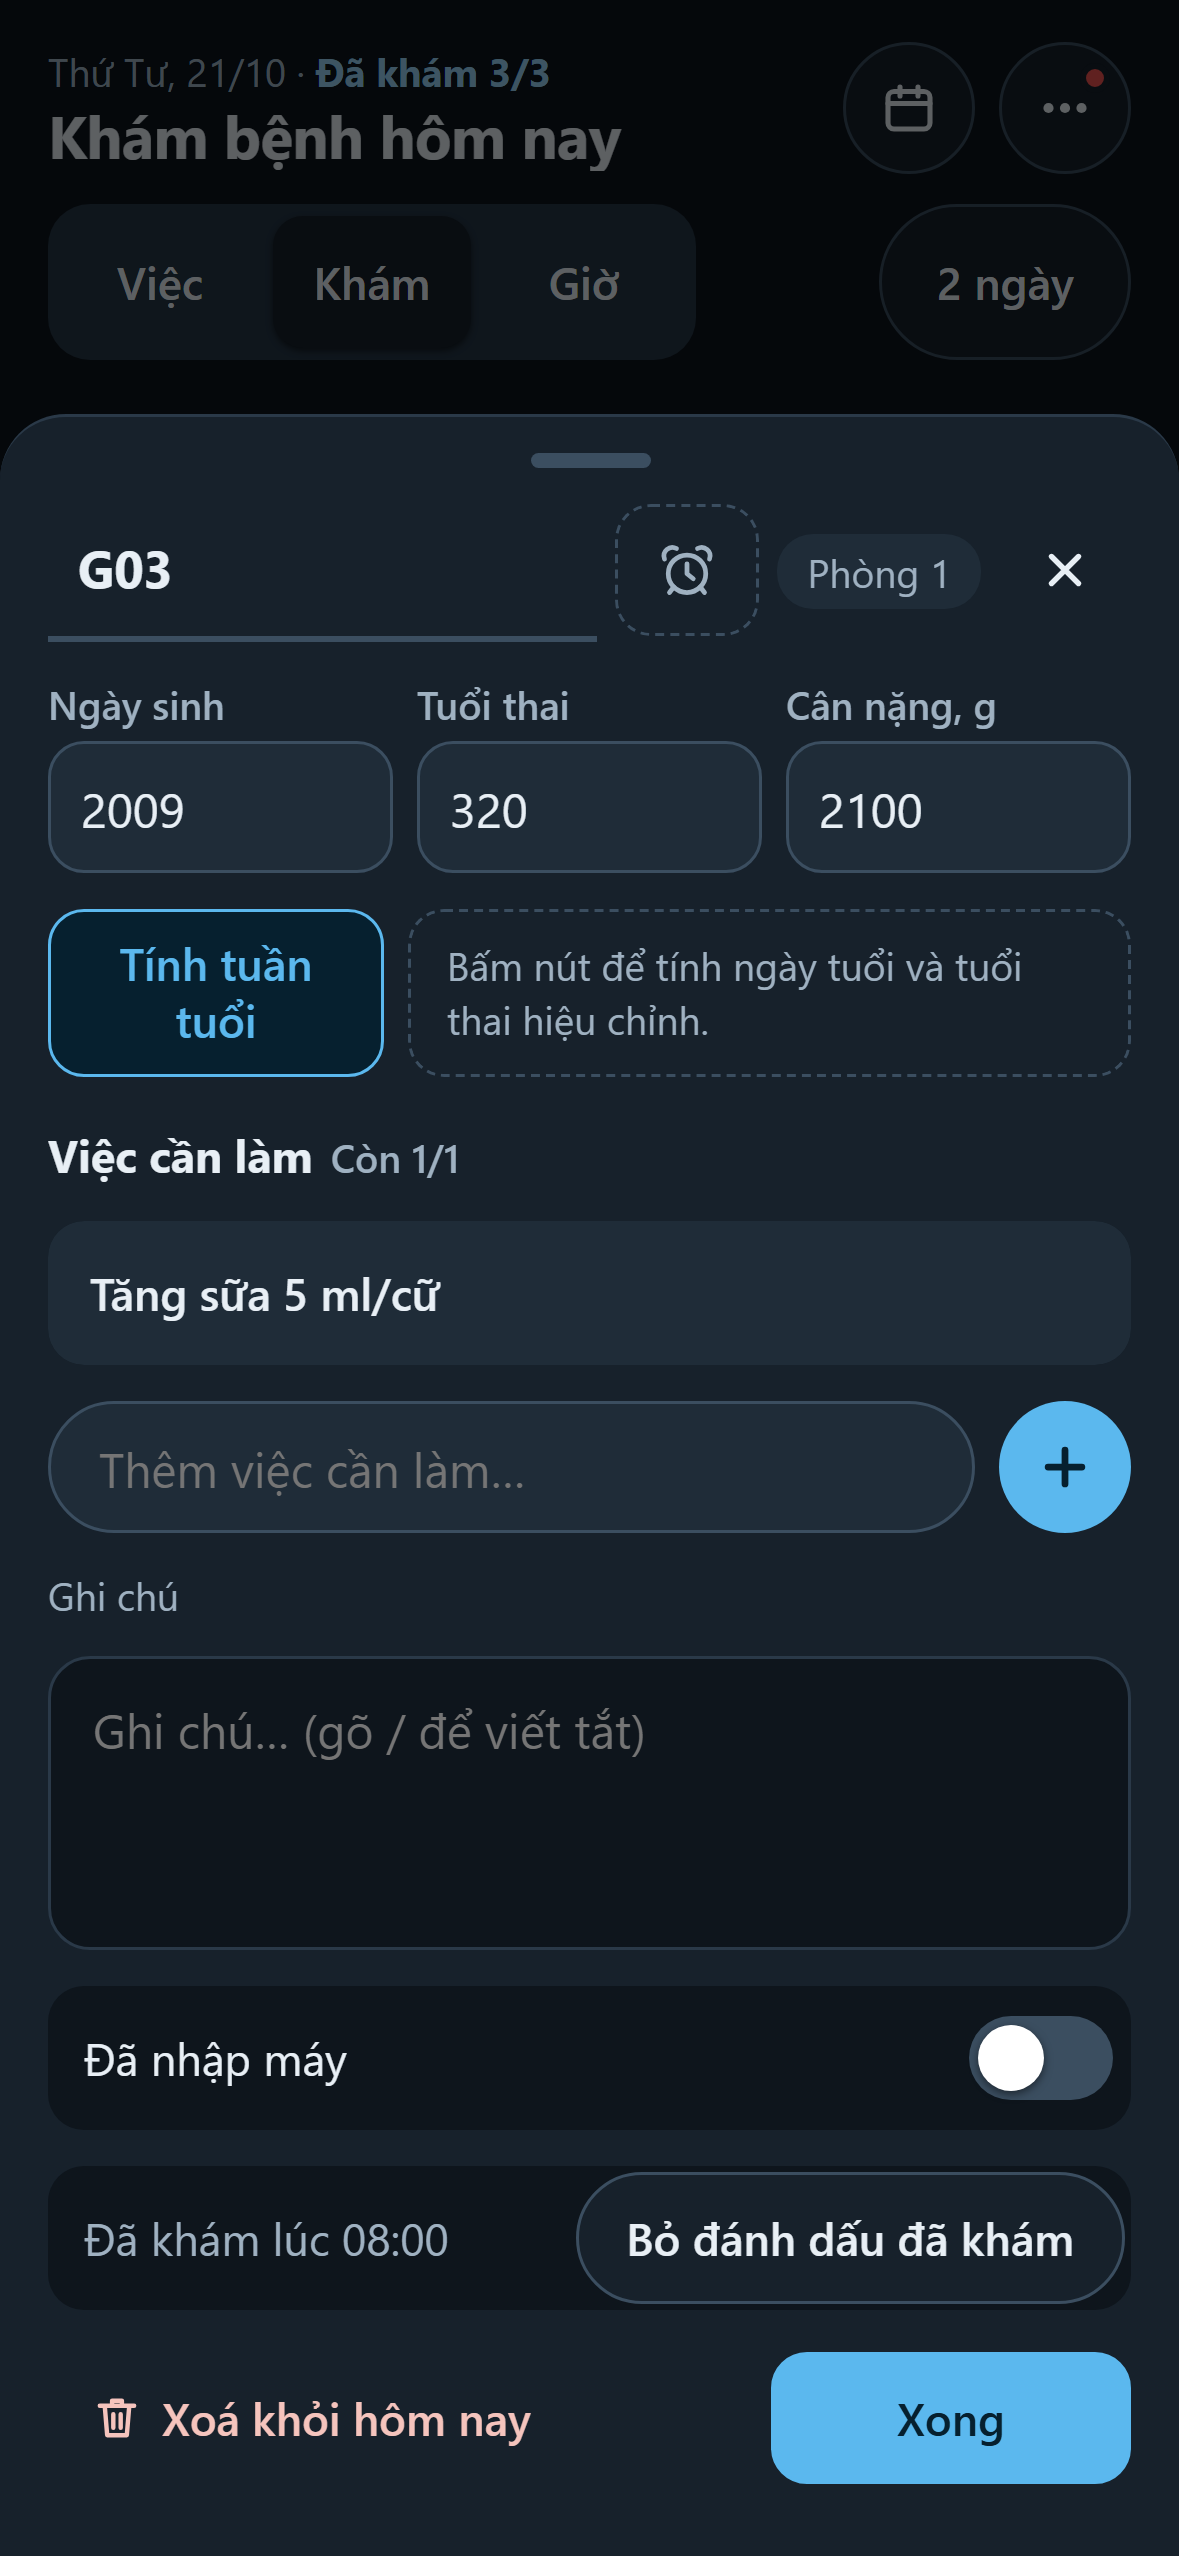 Thứ Tư, 21/10 · Đã khám 3/3
Khám bệnh hôm nay
Việc
Khám
Giờ
2 ngày
G03
Phòng 1
Ngày sinh
Tuổi thai
Cân nặng, g
2009
320
2100
Tính tuần
tuổi
Bấm nút để tính ngày tuổi và tuổi
thai hiệu chỉnh.
Việc cần làm Còn 1/1
Tăng sữa 5 ml/cữ
Thêm việc cần làm...
Ghi chú
Ghi chú... (gõ / để viết tắt)
Đã nhập máy
Đã khám lúc 08:00
Bỏ đánh dấu đã khám
Xoá khỏi hôm nay
Xong